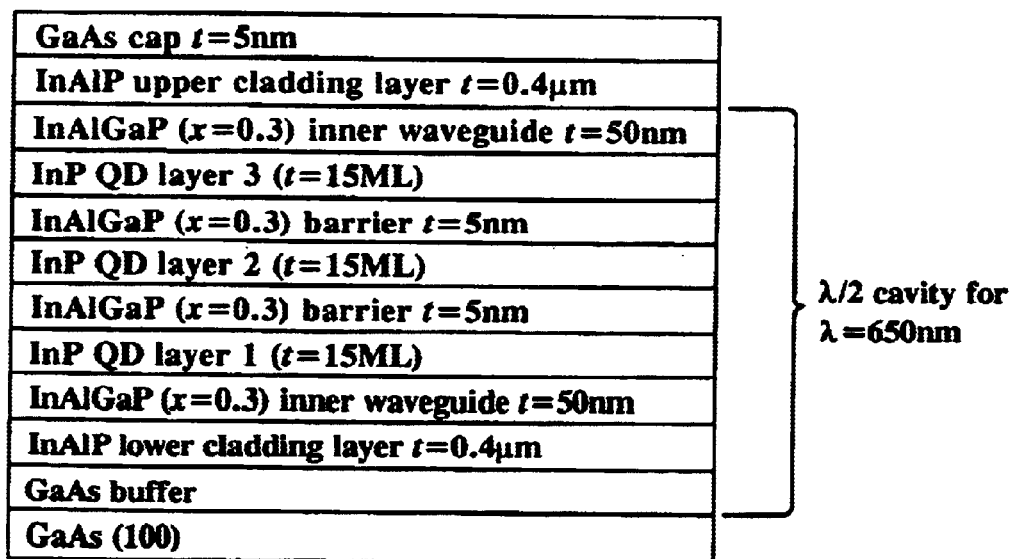 GaAs cap t=5nm
InAlP upper cladding layer t=0.4μm
InAlGaP (x=0.3) inner waveguide t=50nm
InP QD layer 3 (t=15ML)
InAlGaP (x=0.3) barrier t=5nm
InP QD layer 2 (t=15ML)
InAlGaP (x=0.3) barrier t=5nm
InP QD layer 1 (t=15ML)
InAlGaP (x=0.3) inner waveguide t=50nm
InAlP lower cladding layer t=0.4μm
GaAs buffer
GaAs (100)
λ/2 cavity for
λ=650nm